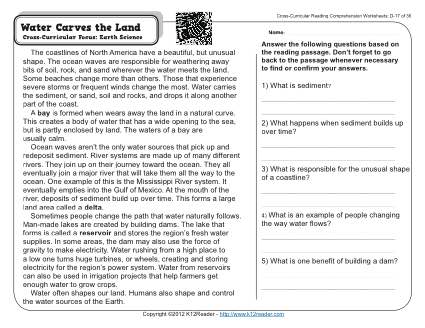 Cross-Curricular Reading Comprehension Worksheets: D-17 of 36
Water Carves the Land
Cross-Curricular Focus: Earth Science
The coastlines of North America have a beautiful, but unusual
shape. The ocean waves are responsible for weathering away
bits of soil, rock, and sand wherever the water meets the land.
Some beaches change more than others. Those that experience
severe storms or frequent winds change the most. Water carries
the sediment, or sand, soil and rocks, and drops it along another
part of the coast.
A bay is formed when wears away the land in a natural curve.
This creates a body of water that has a wide opening to the sea,
but is partly enclosed by land. The waters of a bay are
usually calm.
Ocean waves aren't the only water sources that pick up and
redeposit sediment. River systems are made up of many different
rivers. They join up on their journey toward the ocean. They all
eventually join a major river that will take them all the way to the
ocean. One example of this is the Mississippi River system. It
eventually empties into the Gulf of Mexico. At the mouth of the
river, deposits of sediment build up over time. This forms a large
land area called a delta.
Sometimes people change the path that water naturally follows.
Man-made lakes are created by building dams. The lake that
forms is called a reservoir and stores the region's fresh water
supplies. In some areas, the dam may also use the force of
gravity to make electricity. Water rushing from a high place to
a low one turns huge turbines, or wheels, creating and storing
electricity for the region's power system. Water from reservoirs
can also be used in irrigation projects that help farmers get
enough water to grow crops.
Water often shapes our land. Humans also shape and control
the water sources of the Earth.
Name:
Answer the following questions based on
the reading passage. Don't forget to go
back to the passage whenever necessary
to find or confirm your answers.
1) What is sediment?
2) What happens when sediment builds up
over time?
3) What is responsible for the unusual shape
of a coastline?
4) What is an example of people changing
the way water flows?
5) What is one benefit of building a dam?
Copyright ©2012 K12Reader - http://www.k12reader.com